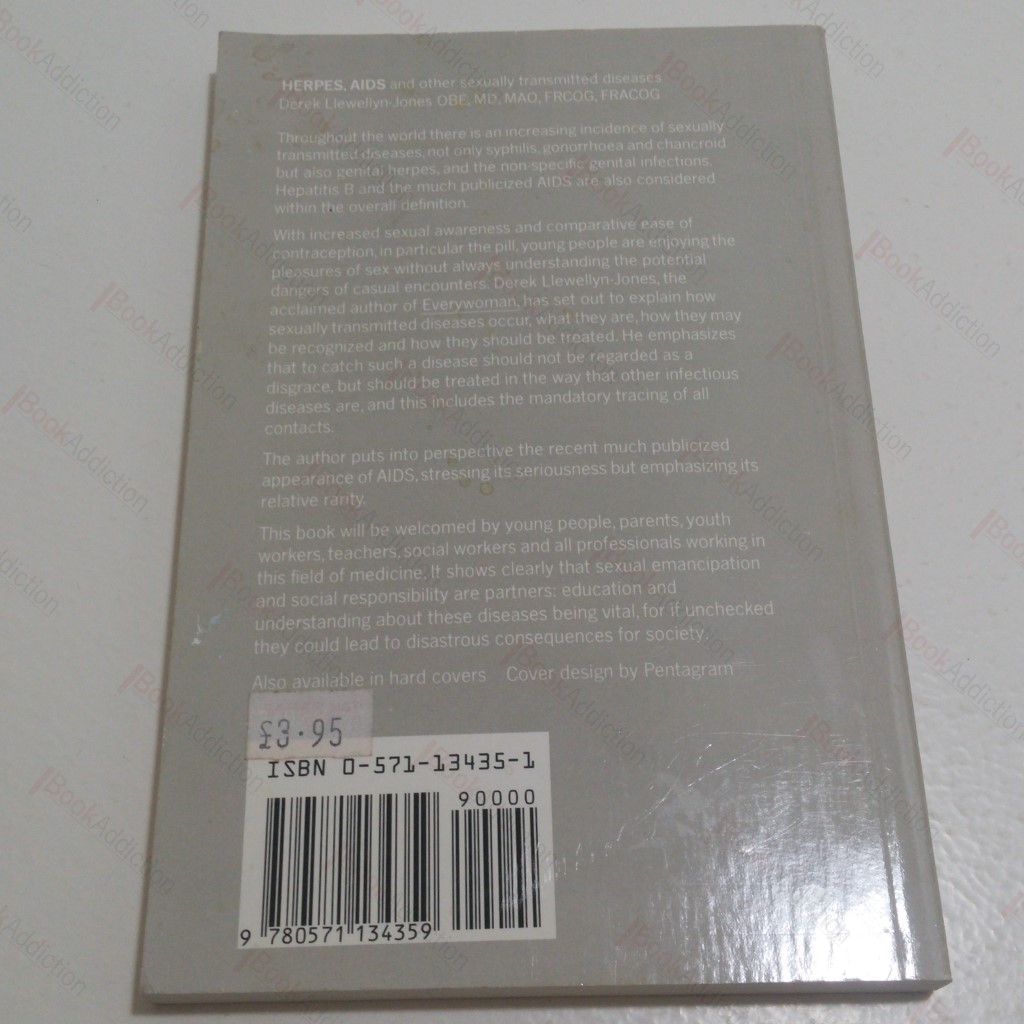 HERPES, AIDS and other sexually transmitted diseases
Derek Llewellyn-Jones OBE, MD, MAO, FRCOG, FRACOG
Throughout the world there is an increasing incidence of sexually
transmitted diseases, not only syphilis, gonorrhoea and chancroid
but also genital herpes, and the non-specific genital infections.
Hepatitis B and the much publicized AIDS are also considered
within the overall definition.
With increased sexual awareness and comparative ease of
contraception, in particular the pill, young people are enjoying the
pleasures of sex without always understanding the potential
dangers of casual encounters. Derek Llewellyn-Jones, the
acclaimed author of Everywoman, has set out to explain how
sexually transmitted diseases occur, what they are, how they may
be recognized and how they should be treated. He emphasizes
that to catch such a disease should not be regarded as a
disgrace, but should be treated in the way that other infectious
diseases are, and this includes the mandatory tracing of all
contacts.
The author puts into perspective the recent much publicized
appearance of AIDS, stressing its seriousness but emphasizing its
relative rarity.
This book will be welcomed by young people, parents, youth
workers, teachers, social workers and all professionals working in
this field of medicine. It shows clearly that sexual emancipation
and social responsibility are partners: education and
understanding about these diseases being vital, for if unchecked
they could lead to disastrous consequences for society.
Also available in hard covers Cover design by Pentagram
£3.95
ISBN 0-571-13435-1
90000
9 780571 134359
BookAddiction